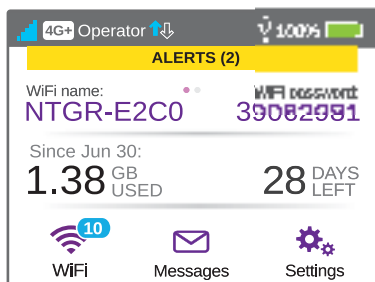 4G+ Operator 100%
ALERTS (2)
WiFi name: WiFi password:
NTGR-E2C0
Since Jun 30:
1.38 GB USED 28 DAYS LEFT
10
WiFi Messages Settings